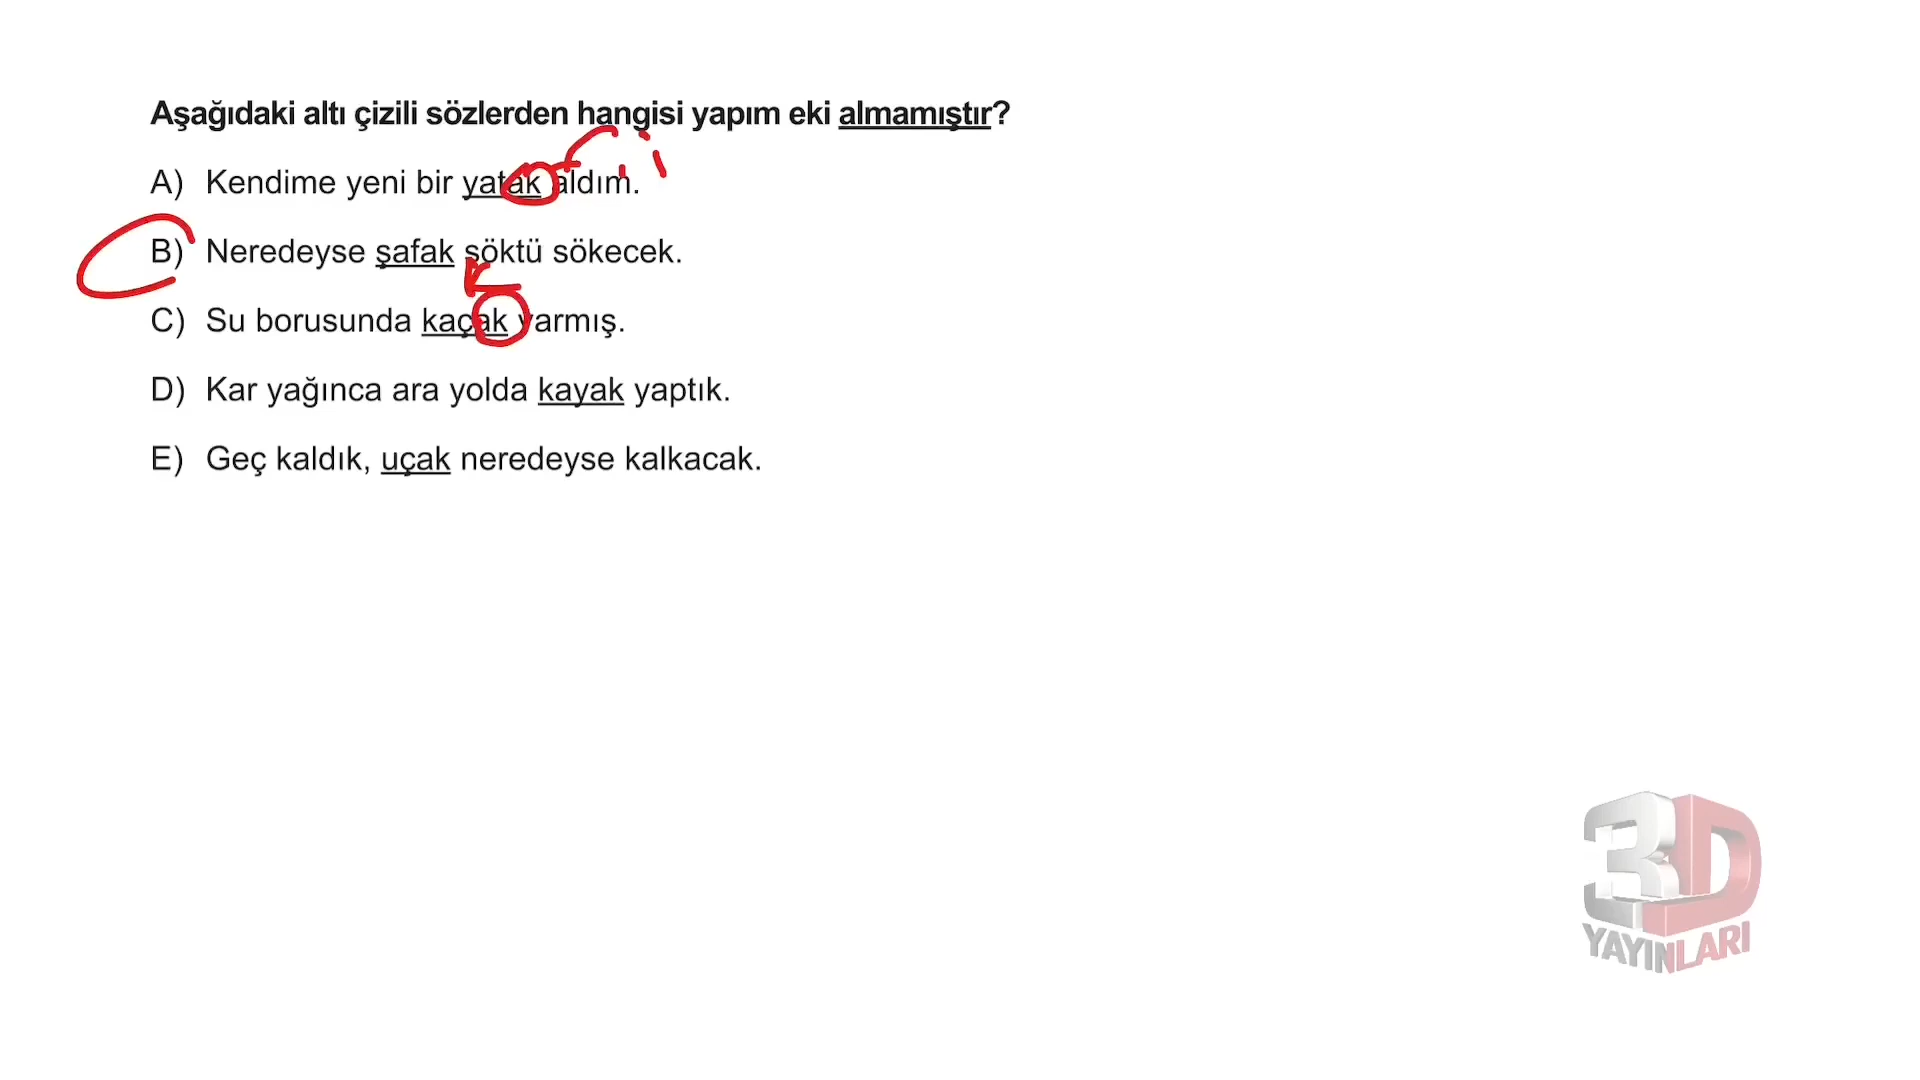 Aşağıdaki altı çizili sözlerden hangisi yapım eki almamıştır?
A) Kendime yeni bir yatak aldım.
B) Neredeyse şafak söktü sökecek.
C) Su borusunda kaçak varmış.
D) Kar yağınca ara yolda kayak yaptık.
E) Geç kaldık, uçak neredeyse kalkacak.
3D
YAYINLARI